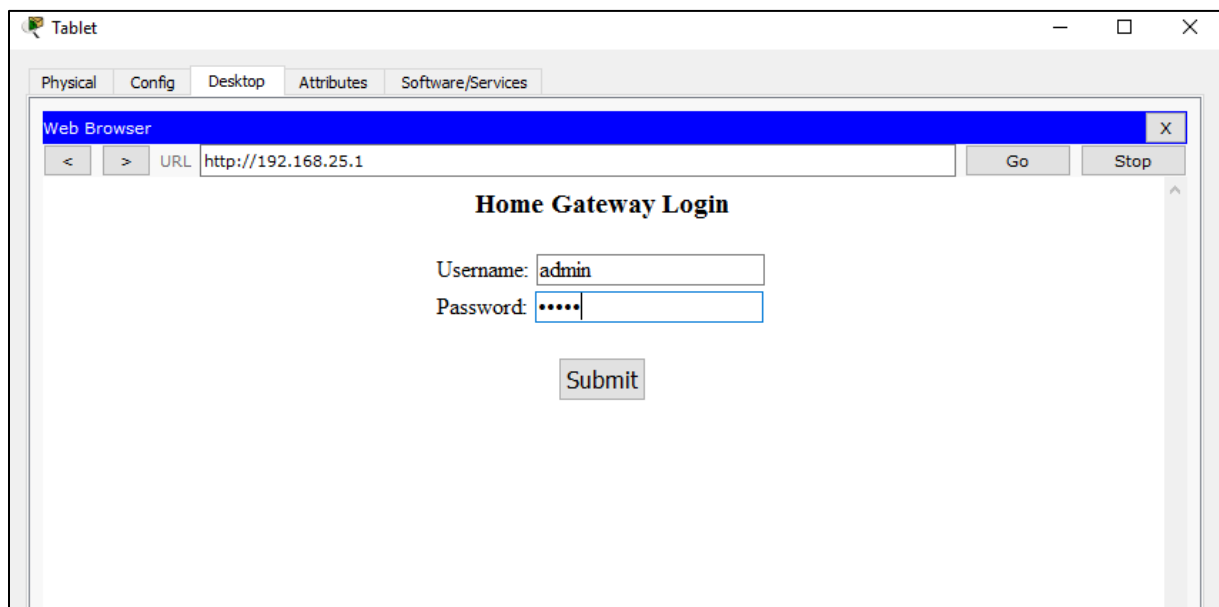 Tablet
Physical Config Desktop Attributes Software/Services
Web Browser X
< > URL http://192.168.25.1 Go Stop
Home Gateway Login
Username: admin
Password: •••••
Submit